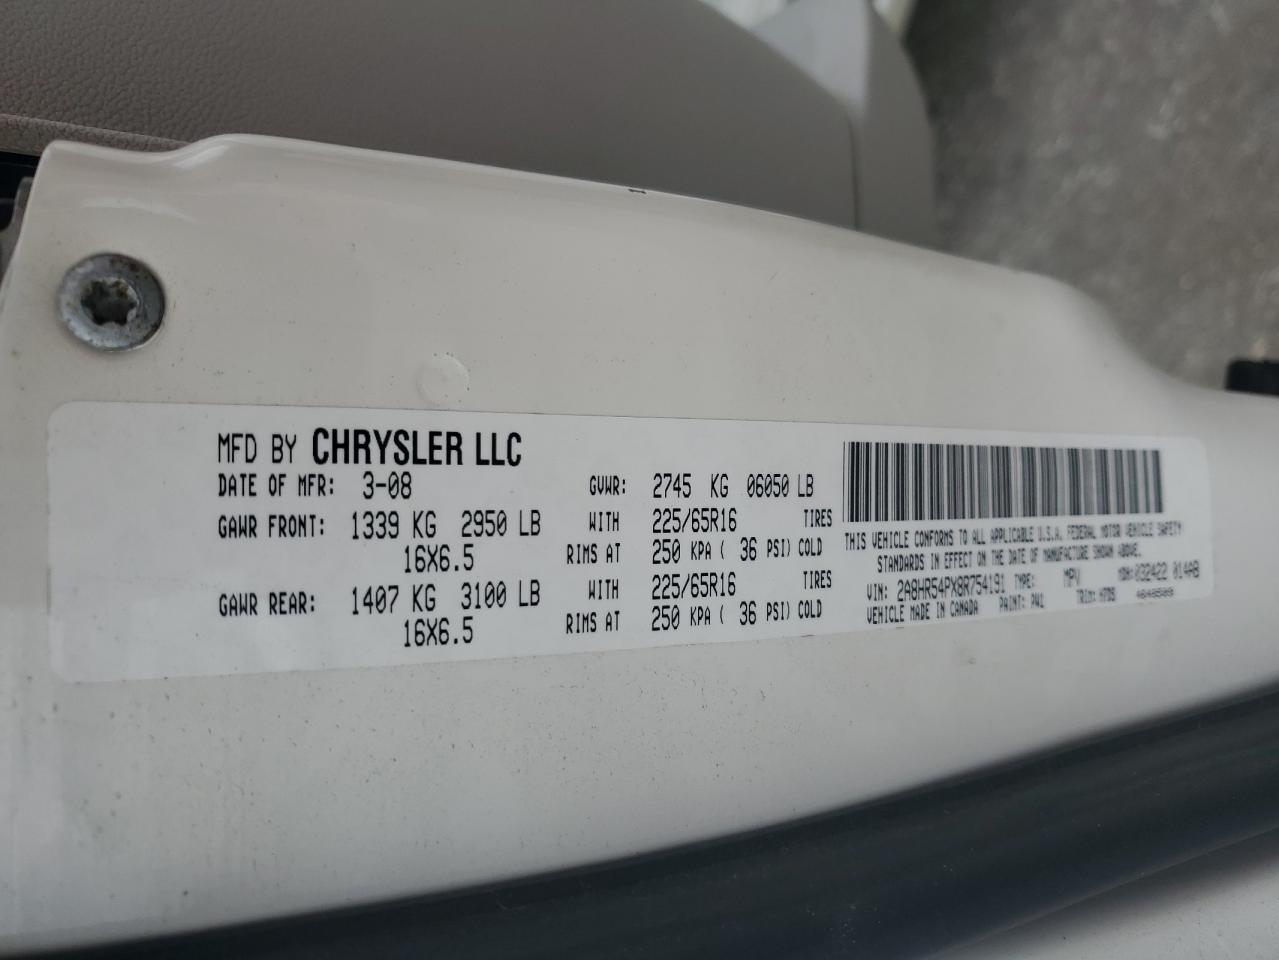 MFD BY CHRYSLER LLC
DATE OF MFR: 3-08 GVWR: 2745 KG 06050 LB
GAWR FRONT: 1339 KG 2950 LB WITH 225/65R16 TIRES
16X6.5 RIMS AT 250 KPA ( 36 PSI) COLD
GAWR REAR: 1407 KG 3100 LB WITH 225/65R16 TIRES
16X6.5 RIMS AT 250 KPA ( 36 PSI) COLD
THIS VEHICLE CONFORMS TO ALL APPLICABLE U.S.A. FEDERAL MOTOR VEHICLE SAFETY
STANDARDS IN EFFECT ON THE DATE OF MANUFACTURE SHOWN ABOVE.
VIN: 2A8HR54PX8R754191 TYPE: MPV MDH: 032422 014AB
VEHICLE MADE IN CANADA PAINT: PW1 TRIM: